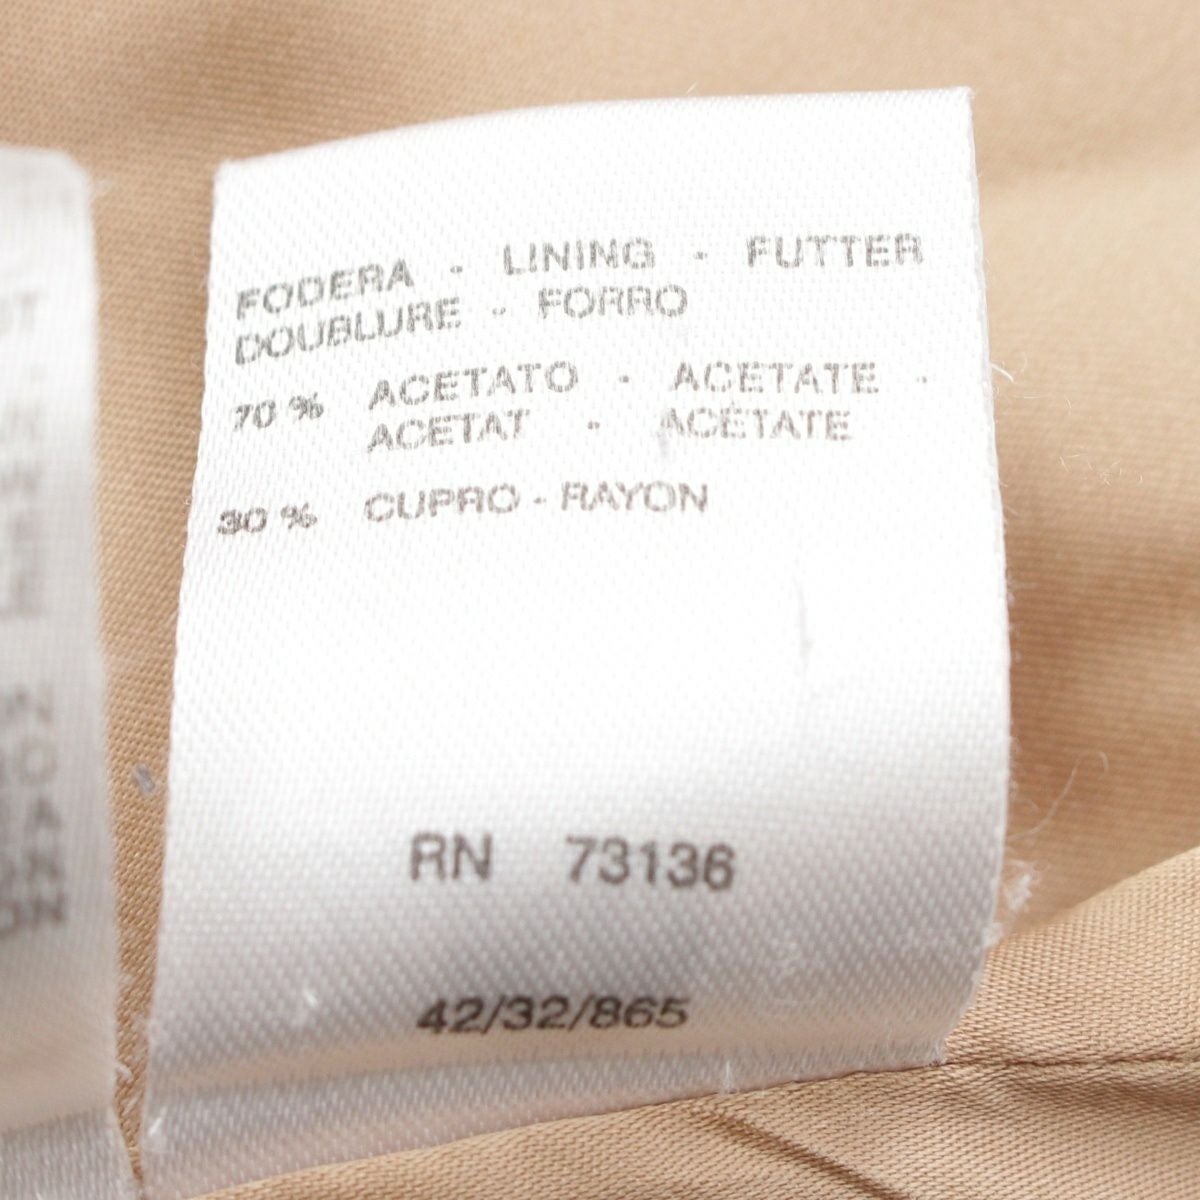 FODERA - LINING - FUTTER
DOUBLURE - FORRO
70 % ACETATO - ACETATE -
ACETAT - ACÉTATE
30 % CUPRO - RAYON
RN 73136
42/32/865